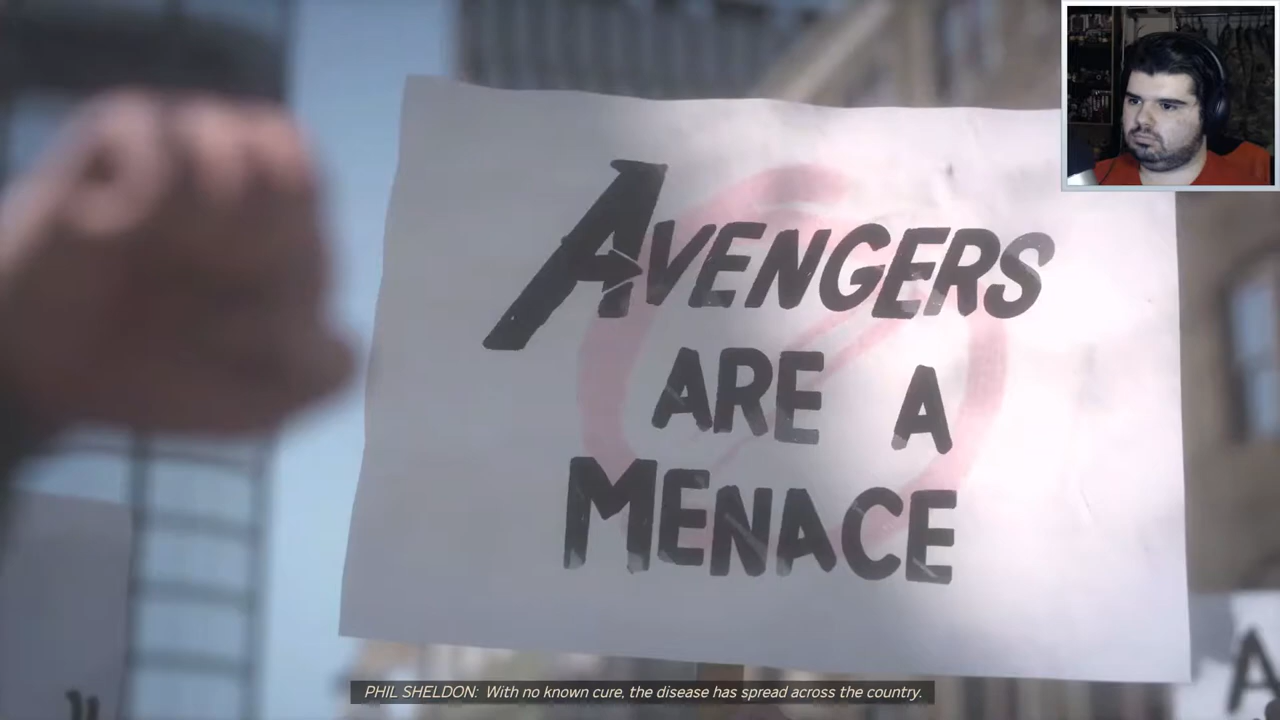 AVENGERS
ARE A
MENACE
A
PHIL SHELDON: With no known cure, the disease has spread across the country.